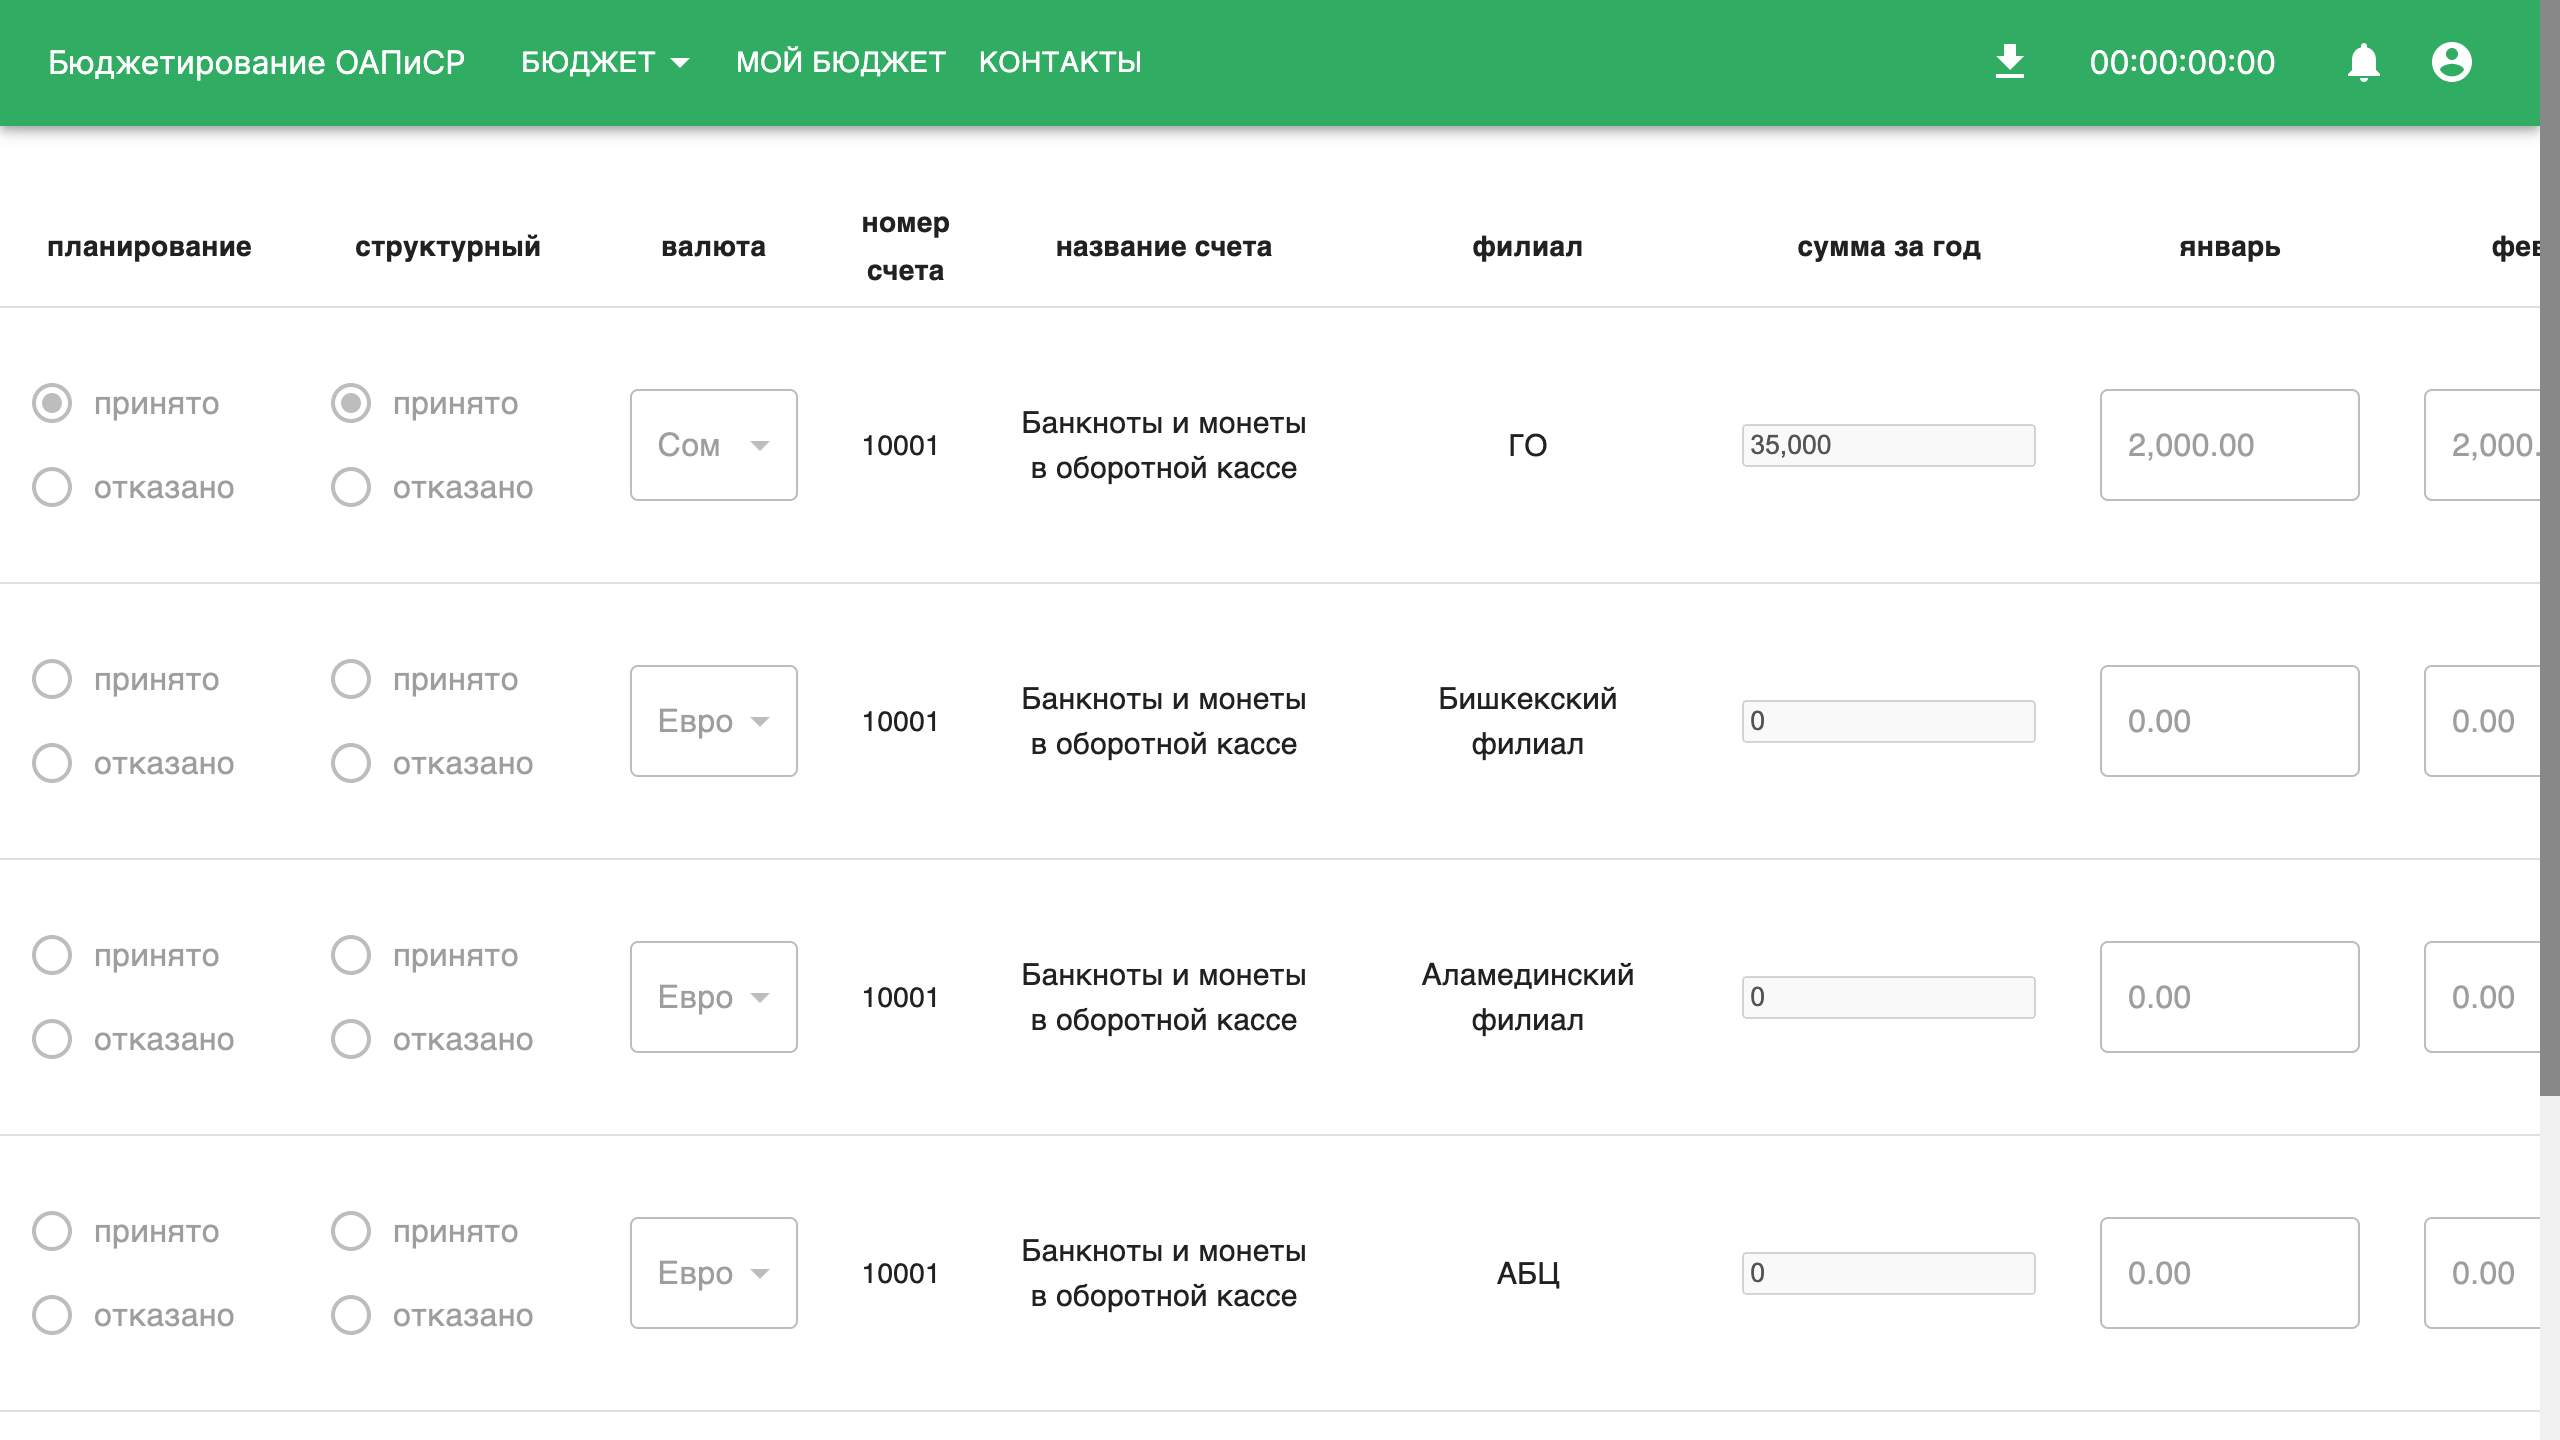 Бюджетирование ОАПиСР БЮДЖЕТ МОЙ БЮДЖЕТ КОНТАКТЫ 00:00:00:00
планирование структурный валюта номер счета название счета филиал сумма за год январь фев
принято принято
отказано отказано
Сом 10001
Банкноты и монеты
в оборотной кассе
ГО 35,000 2,000.00 2,000.
принято принято
отказано отказано
Евро 10001
Банкноты и монеты
в оборотной кассе
Бишкекский
филиал
0 0.00 0.00
принято принято
отказано отказано
Евро 10001
Банкноты и монеты
в оборотной кассе
Аламединский
филиал
0 0.00 0.00
принято принято
отказано отказано
Евро 10001
Банкноты и монеты
в оборотной кассе
АБЦ 0 0.00 0.00